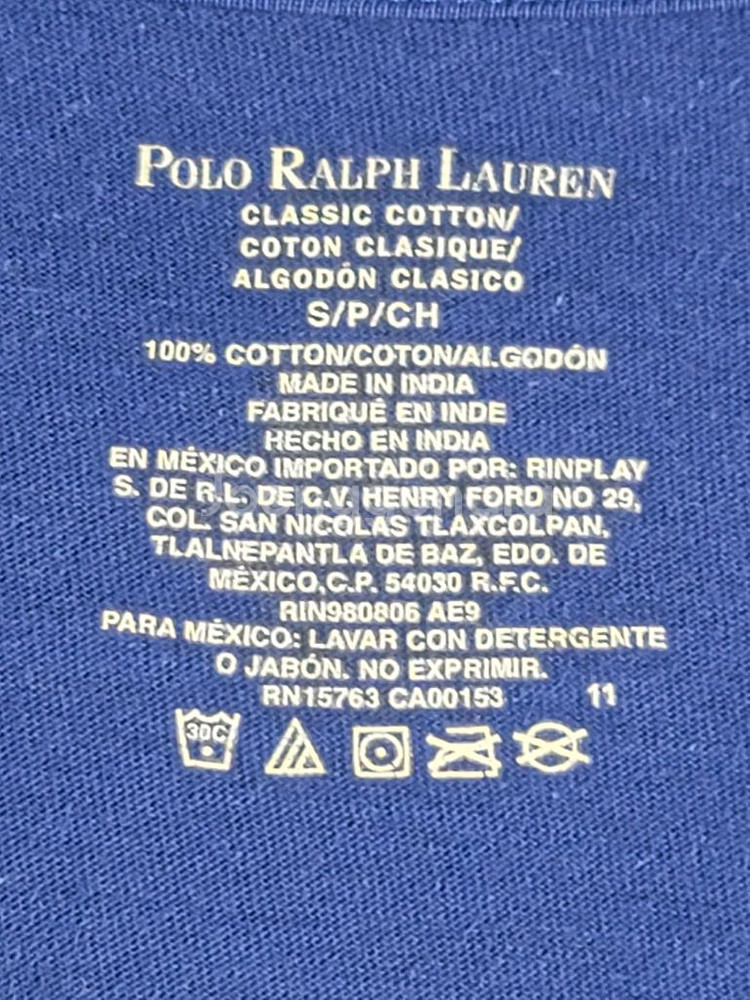 POLO RALPH LAUREN
CLASSIC COTTON/
COTON CLASIQUE/
ALGODÓN CLASICO
S/P/CH
100% COTTON/COTON/ALGODÓN
MADE IN INDIA
FABRIQUÉ EN INDE
HECHO EN INDIA
EN MÉXICO IMPORTADO POR: RINPLAY
S. DE R.L. DE C.V. HENRY FORD NO 29,
COL. SAN NICOLAS TLAXCOLPAN,
TLALNEPANTLA DE BAZ, EDO. DE
MÉXICO,C.P. 54030 R.F.C.
RIN980806 AE9
PARA MÉXICO: LAVAR CON DETERGENTE
O JABÓN. NO EXPRIMIR.
RN15763 CA00153 11
30C